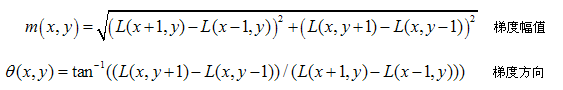 m(x, y) = √((L(x+1, y) − L(x−1, y))² + (L(x, y+1) − L(x, y−1))²) 梯度幅值
θ(x, y) = tan⁻¹((L(x, y+1) − L(x, y−1)) / (L(x+1, y) − L(x−1, y))) 梯度方向